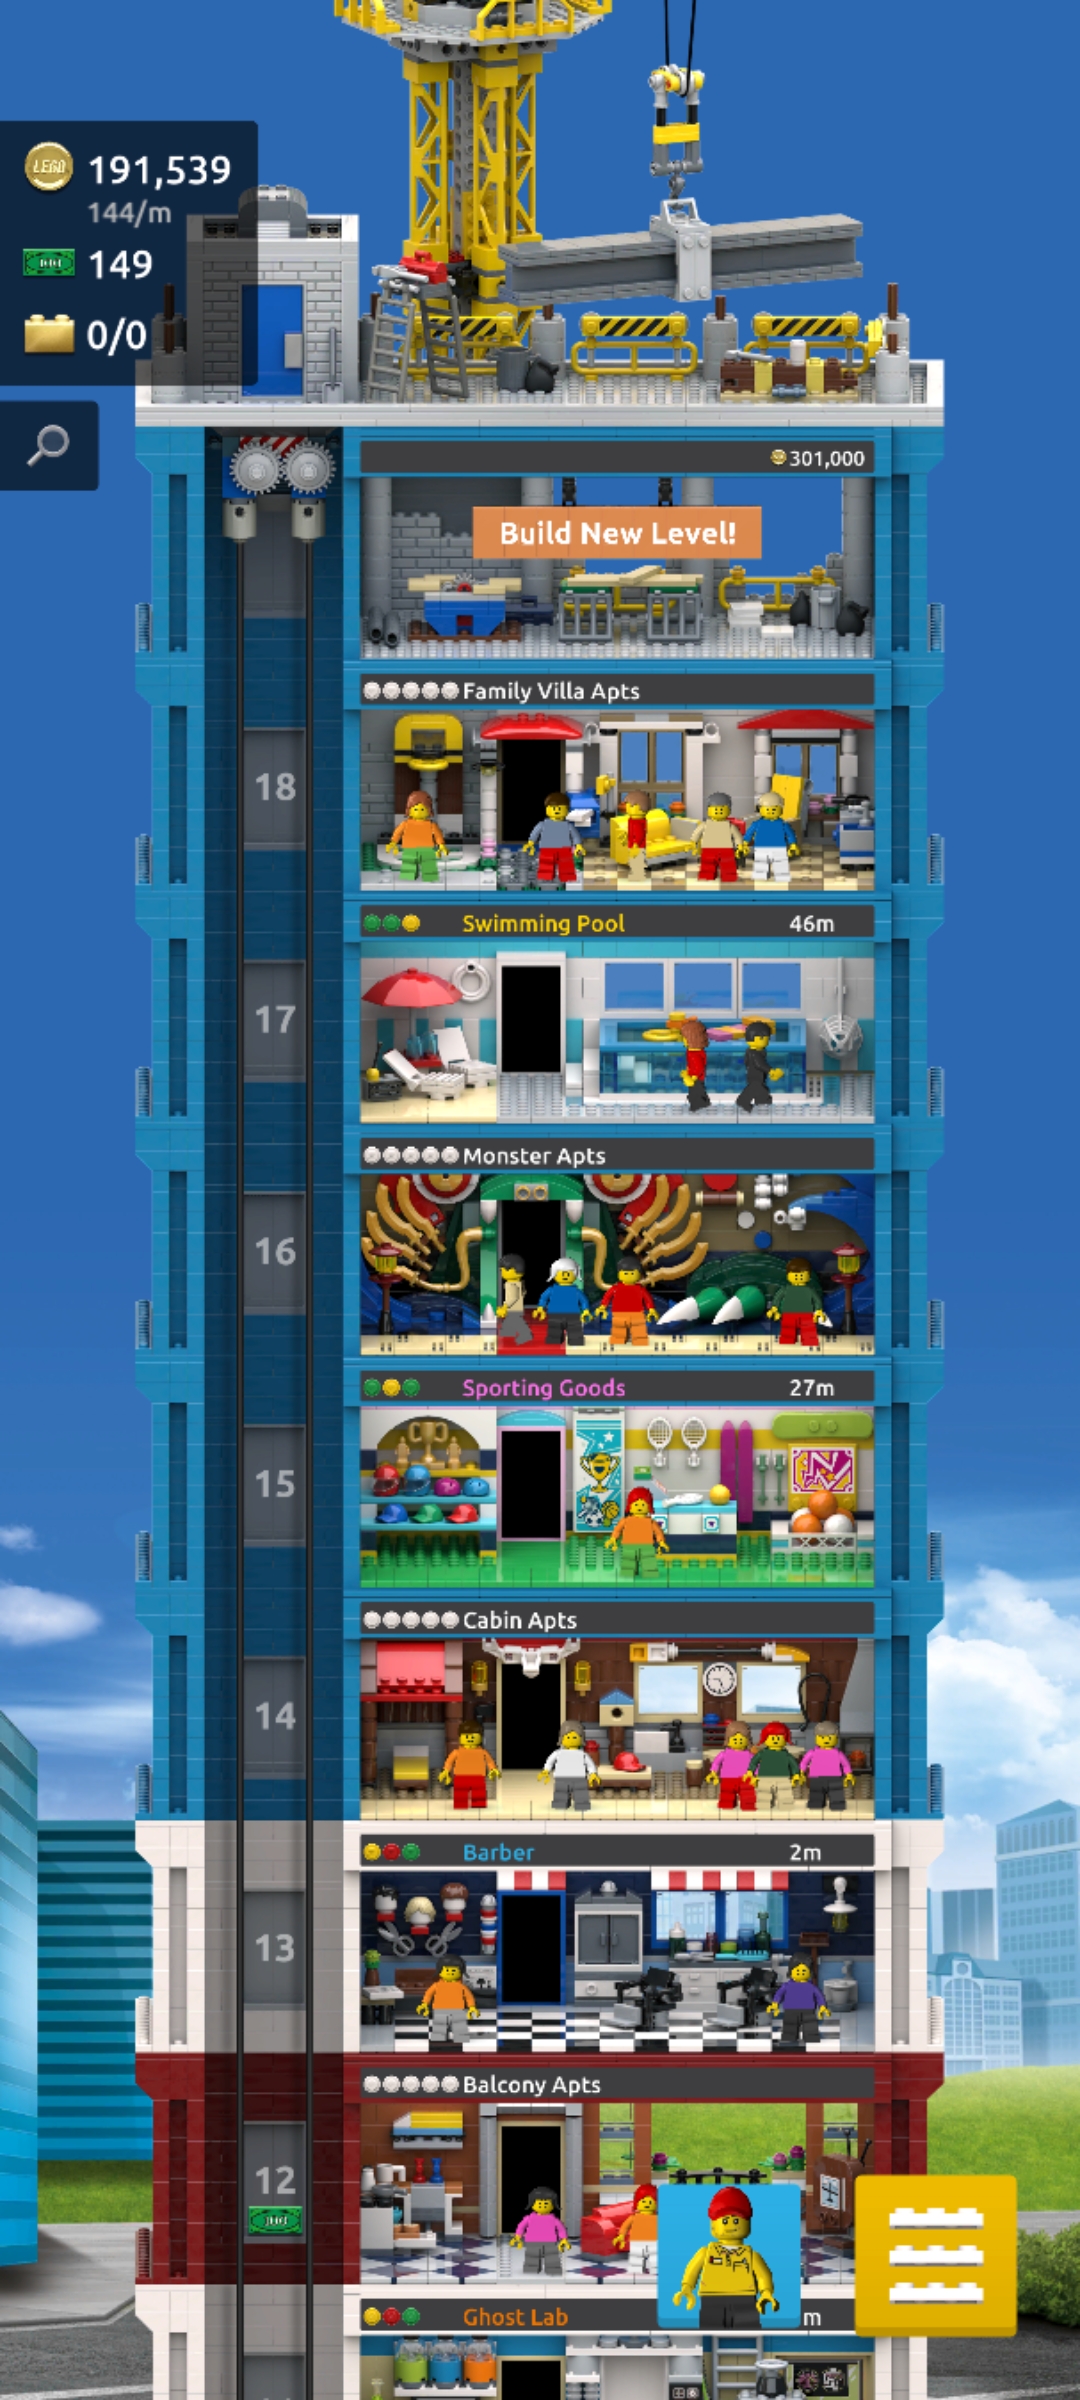 LEGO
191,539
144/m
149
0/0
301,000
Build New Level!
Family Villa Apts
18
Swimming Pool 46m
17
Monster Apts
16
Sporting Goods 27m
15
Cabin Apts
14
Barber 2m
13
Balcony Apts
12
Ghost Lab m